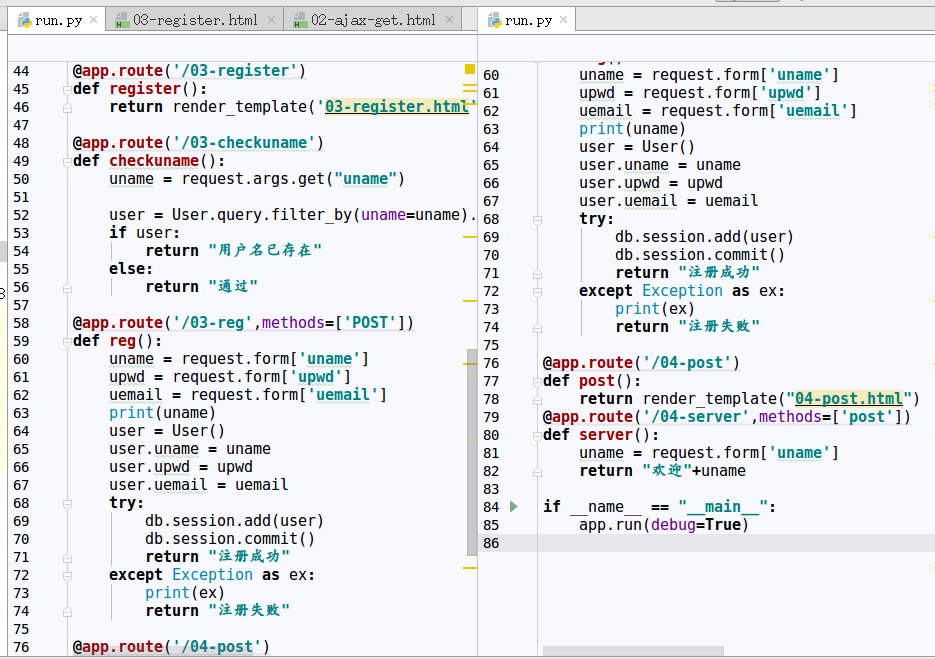 run.py
03-register.html
02-ajax-get.html
44 @app.route('/03-register')
45 def register():
46 return render_template('03-register.html'
47
48 @app.route('/03-checkuname')
49 def checkuname():
50 uname = request.args.get("uname")
51
52 user = User.query.filter_by(uname=uname).
53 if user:
54 return "用户名已存在"
55 else:
56 return "通过"
57
58 @app.route('/03-reg',methods=['POST'])
59 def reg():
60 uname = request.form['uname']
61 upwd = request.form['upwd']
62 uemail = request.form['uemail']
63 print(uname)
64 user = User()
65 user.uname = uname
66 user.upwd = upwd
67 user.uemail = uemail
68 try:
69 db.session.add(user)
70 db.session.commit()
71 return "注册成功"
72 except Exception as ex:
73 print(ex)
74 return "注册失败"
75
76 @app.route('/04-post')
run.py
60 uname = request.form['uname']
61 upwd = request.form['upwd']
62 uemail = request.form['uemail']
63 print(uname)
64 user = User()
65 user.uname = uname
66 user.upwd = upwd
67 user.uemail = uemail
68 try:
69 db.session.add(user)
70 db.session.commit()
71 return "注册成功"
72 except Exception as ex:
73 print(ex)
74 return "注册失败"
75
76 @app.route('/04-post')
77 def post():
78 return render_template("04-post.html")
79 @app.route('/04-server',methods=['post'])
80 def server():
81 uname = request.form['uname']
82 return "欢迎"+uname
83
84 if __name__ == "__main__":
85 app.run(debug=True)
86